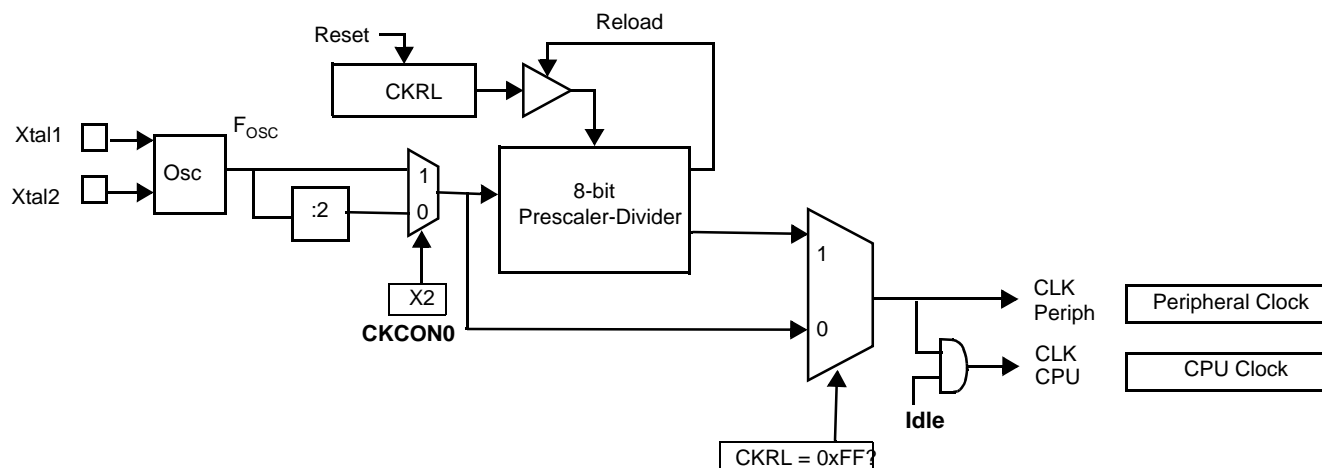 Reload
Reset
CKRL
Xtal1
F_OSC
Osc
Xtal2
:2
1
0
8-bit
Prescaler-Divider
X2
CKCON0
1
0
CLK
Periph
Peripheral Clock
CLK
CPU
CPU Clock
Idle
CKRL = 0xFF?